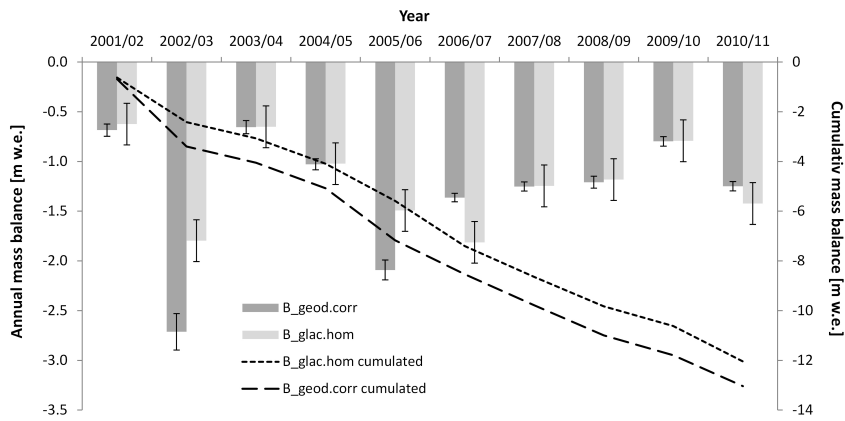 Year
2001/02 2002/03 2003/04 2004/05 2005/06 2006/07 2007/08 2008/09 2009/10 2010/11
0.0
-0.5
-1.0
-1.5
-2.0
-2.5
-3.0
-3.5
Annual mass balance [m w.e.]
0
-2
-4
-6
-8
-10
-12
-14
Cumulativ mass balance [m w.e.]
B_geod.corr
B_glac.hom
B_glac.hom cumulated
B_geod.corr cumulated